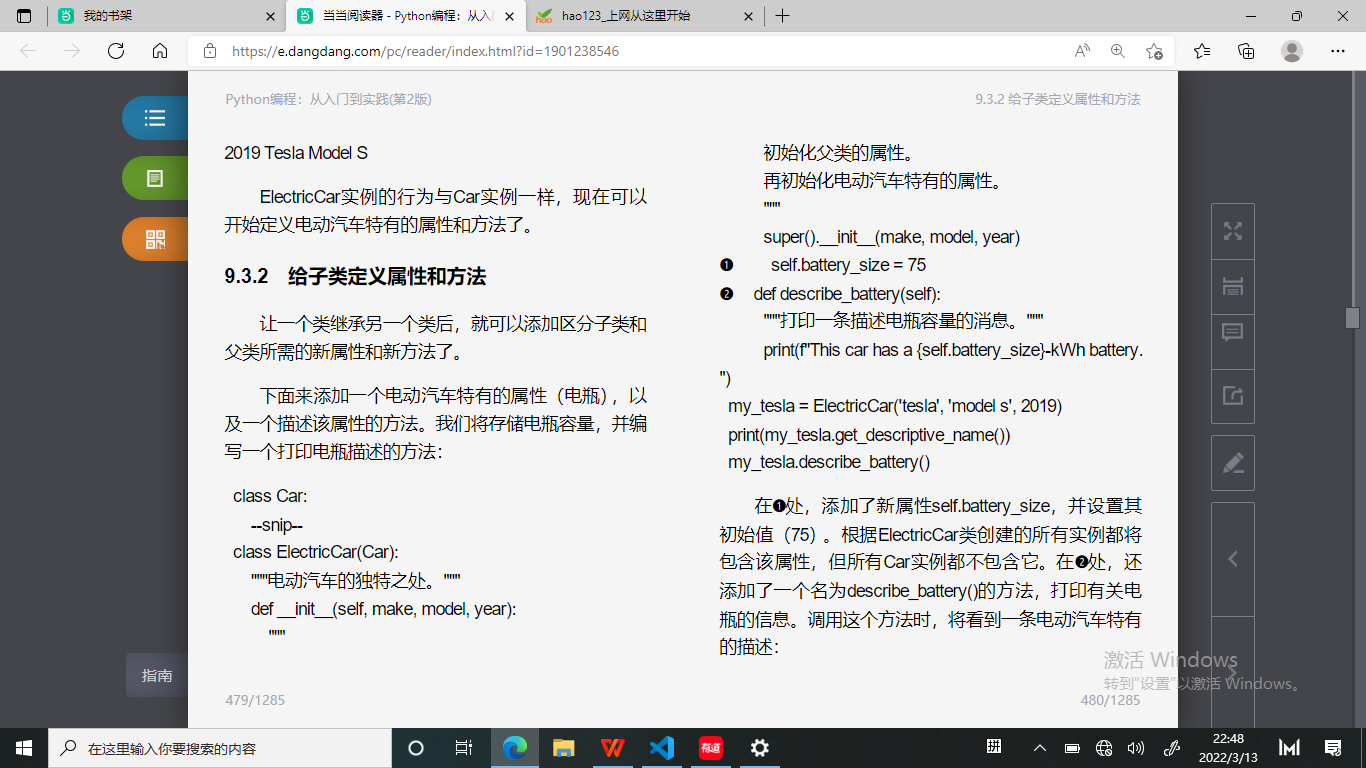 我的书架
当当阅读器 - Python编程：从入
hao123_上网从这里开始
https://e.dangdang.com/pc/reader/index.html?id=1901238546
Python编程：从入门到实践(第2版)
9.3.2 给子类定义属性和方法
2019 Tesla Model S
ElectricCar实例的行为与Car实例一样，现在可以
开始定义电动汽车特有的属性和方法了。
9.3.2 给子类定义属性和方法
让一个类继承另一个类后，就可以添加区分子类和
父类所需的新属性和新方法了。
下面来添加一个电动汽车特有的属性（电瓶），以
及一个描述该属性的方法。我们将存储电瓶容量，并编
写一个打印电瓶描述的方法：
class Car:
--snip--
class ElectricCar(Car):
"""电动汽车的独特之处。"""
def __init__(self, make, model, year):
"""
479/1285
初始化父类的属性。
再初始化电动汽车特有的属性。
"""
super().__init__(make, model, year)
❶ self.battery_size = 75
❷ def describe_battery(self):
"""打印一条描述电瓶容量的消息。"""
print(f"This car has a {self.battery_size}-kWh battery.
")
my_tesla = ElectricCar('tesla', 'model s', 2019)
print(my_tesla.get_descriptive_name())
my_tesla.describe_battery()
在❶处，添加了新属性self.battery_size，并设置其
初始值（75）。根据ElectricCar类创建的所有实例都将
包含该属性，但所有Car实例都不包含它。在❷处，还
添加了一个名为describe_battery()的方法，打印有关电
瓶的信息。调用这个方法时，将看到一条电动汽车特有
的描述：
480/1285
指南
激活 Windows
转到"设置"以激活 Windows。
在这里输入你要搜索的内容
有道
拼
22:48
2022/3/13